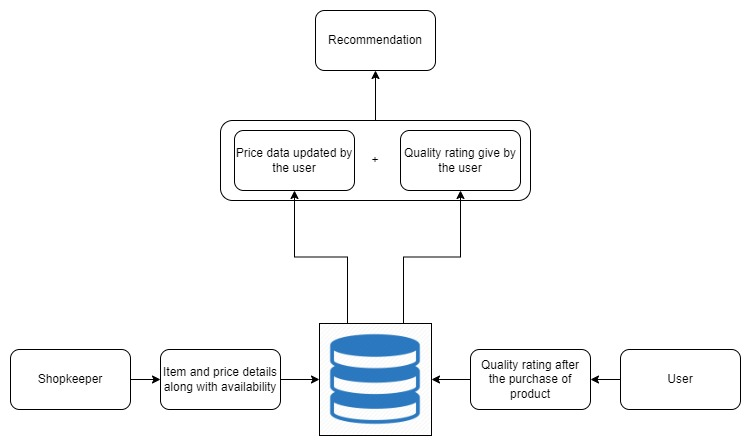 Recommendation
Price data updated by
the user
+
Quality rating give by
the user
Shopkeeper
Item and price details
along with availability
Quality rating after
the purchase of
product
User